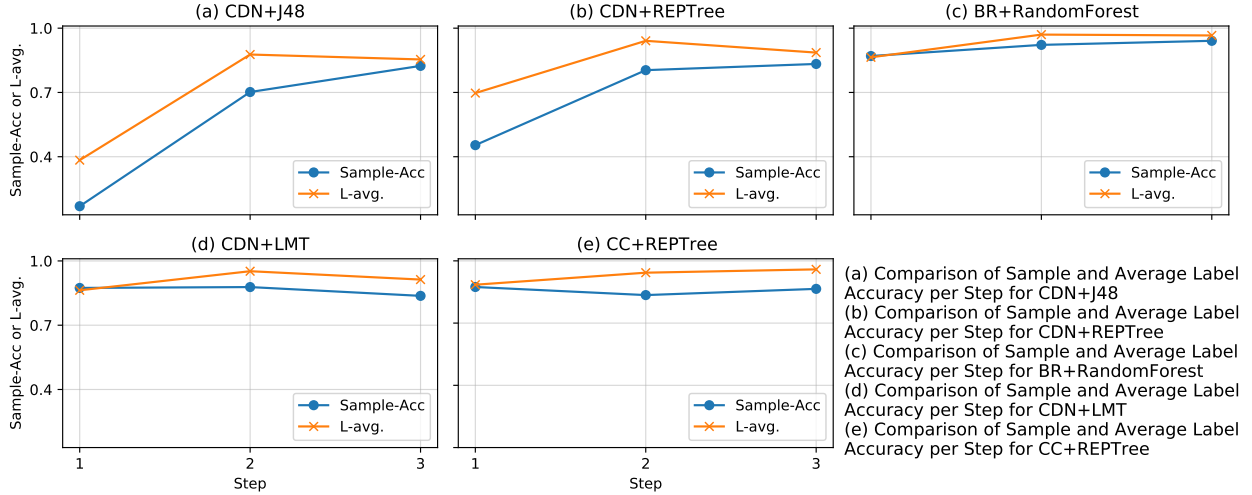 (a) CDN+J48
(b) CDN+REPTree
(c) BR+RandomForest
Sample-Acc or L-avg.
1.0
0.7
0.4
Sample-Acc
L-avg.
Sample-Acc
L-avg.
Sample-Acc
L-avg.
(d) CDN+LMT
(e) CC+REPTree
Sample-Acc or L-avg.
1.0
0.7
0.4
Sample-Acc
L-avg.
Sample-Acc
L-avg.
1 2 3
Step
1 2 3
Step
(a) Comparison of Sample and Average Label
Accuracy per Step for CDN+J48
(b) Comparison of Sample and Average Label
Accuracy per Step for CDN+REPTree
(c) Comparison of Sample and Average Label
Accuracy per Step for BR+RandomForest
(d) Comparison of Sample and Average Label
Accuracy per Step for CDN+LMT
(e) Comparison of Sample and Average Label
Accuracy per Step for CC+REPTree